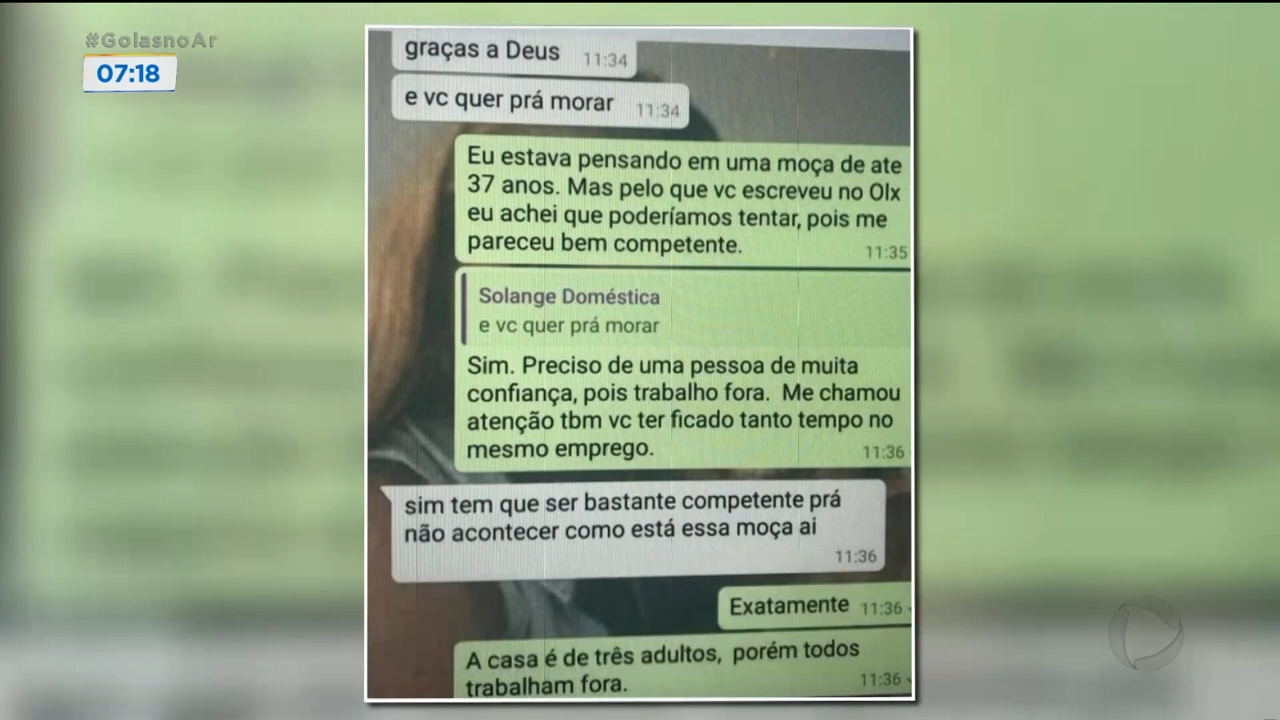 #GoiásnoAr
07:18
graças a Deus 11:34
e vc quer prá morar 11:34
Eu estava pensando em uma moça de ate
37 anos. Mas pelo que vc escreveu no Olx
eu achei que poderíamos tentar, pois me
pareceu bem competente. 11:35
Solange Doméstica
e vc quer prá morar
Sim. Preciso de uma pessoa de muita
confiança, pois trabalho fora. Me chamou
atenção tbm vc ter ficado tanto tempo no
mesmo emprego. 11:36
sim tem que ser bastante competente prá
não acontecer como está essa moça ai
11:36
Exatamente 11:36
A casa é de três adultos, porém todos
trabalham fora. 11:36